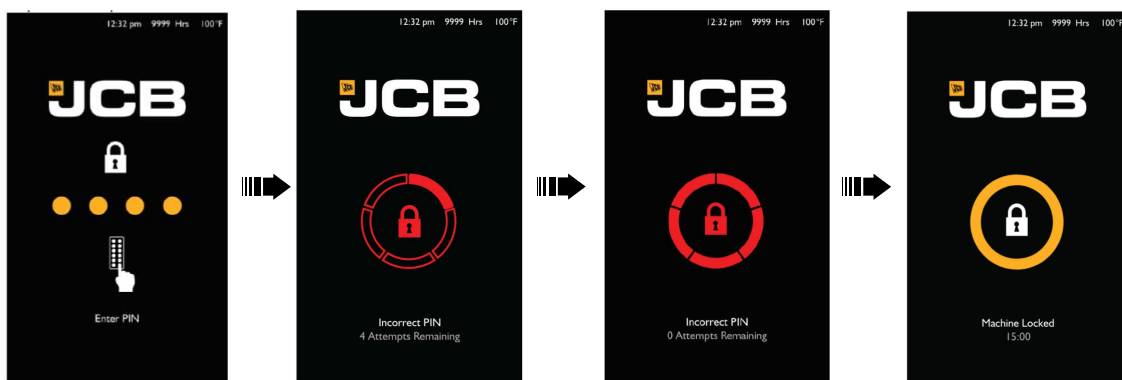 12:32 pm 9999 Hrs 100°F
JCB
Enter PIN
12:32 pm 9999 Hrs 100°F
JCB
Incorrect PIN
4 Attempts Remaining
12:32 pm 9999 Hrs 100°F
JCB
Incorrect PIN
0 Attempts Remaining
12:32 pm 9999 Hrs 100°F
JCB
Machine Locked
15:00